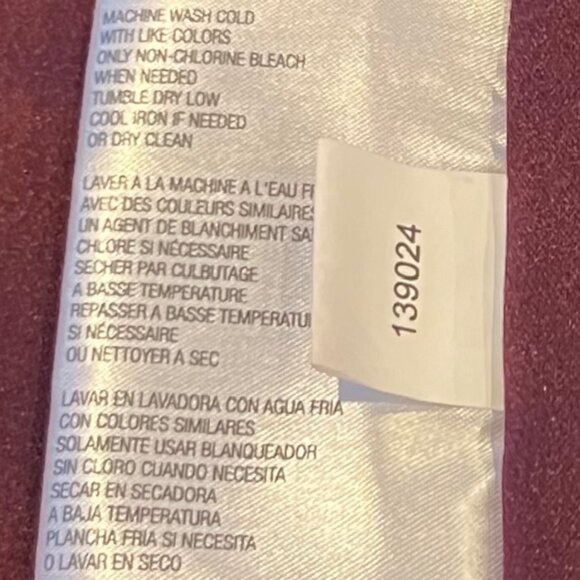 MACHINE WASH COLD
WITH LIKE COLORS
ONLY NON-CHLORINE BLEACH
WHEN NEEDED
TUMBLE DRY LOW
COOL IRON IF NEEDED
OR DRY CLEAN
LAVER A LA MACHINE A L'EAU
AVEC DES COULEURS SIMILAIRES
UN AGENT DE BLANCHIMENT
CHLORE SI NÉCESSAIRE
SECHER PAR CULBUTAGE
A BASSE TEMPERATURE
REPASSER A BASSE
SI NÉCESSAIRE
OU NETTOYER A SEC
LAVAR EN LAVADORA CON AGUA FRIA
CON COLORES SIMILARES
SOLAMENTE USAR BLANQUEADOR
SIN CLORO CUANDO NECESITA
SECAR EN SECADORA
A BAJA TEMPERATURA
PLANCHA FRIA SI NECESITA
O LAVAR EN SECO
139024